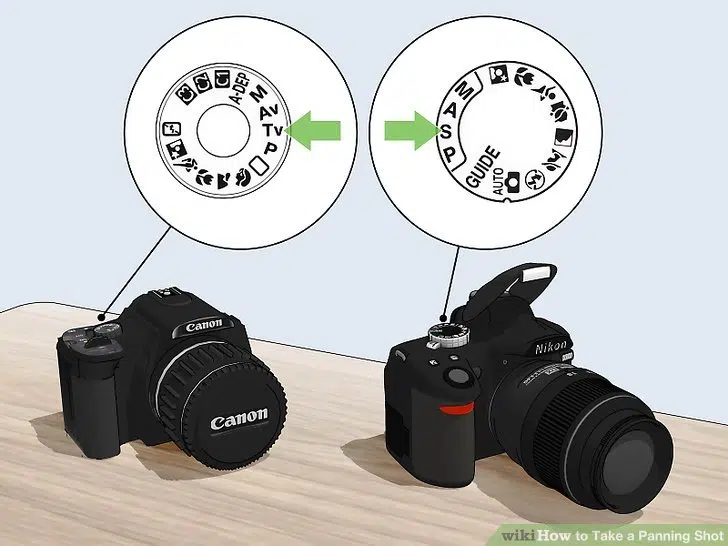 A-DEP
M
Av
Tv
P
M
A
S
P
GUIDE
AUTO
Canon
Canon
Nikon
wikiHow to Take a Panning Shot